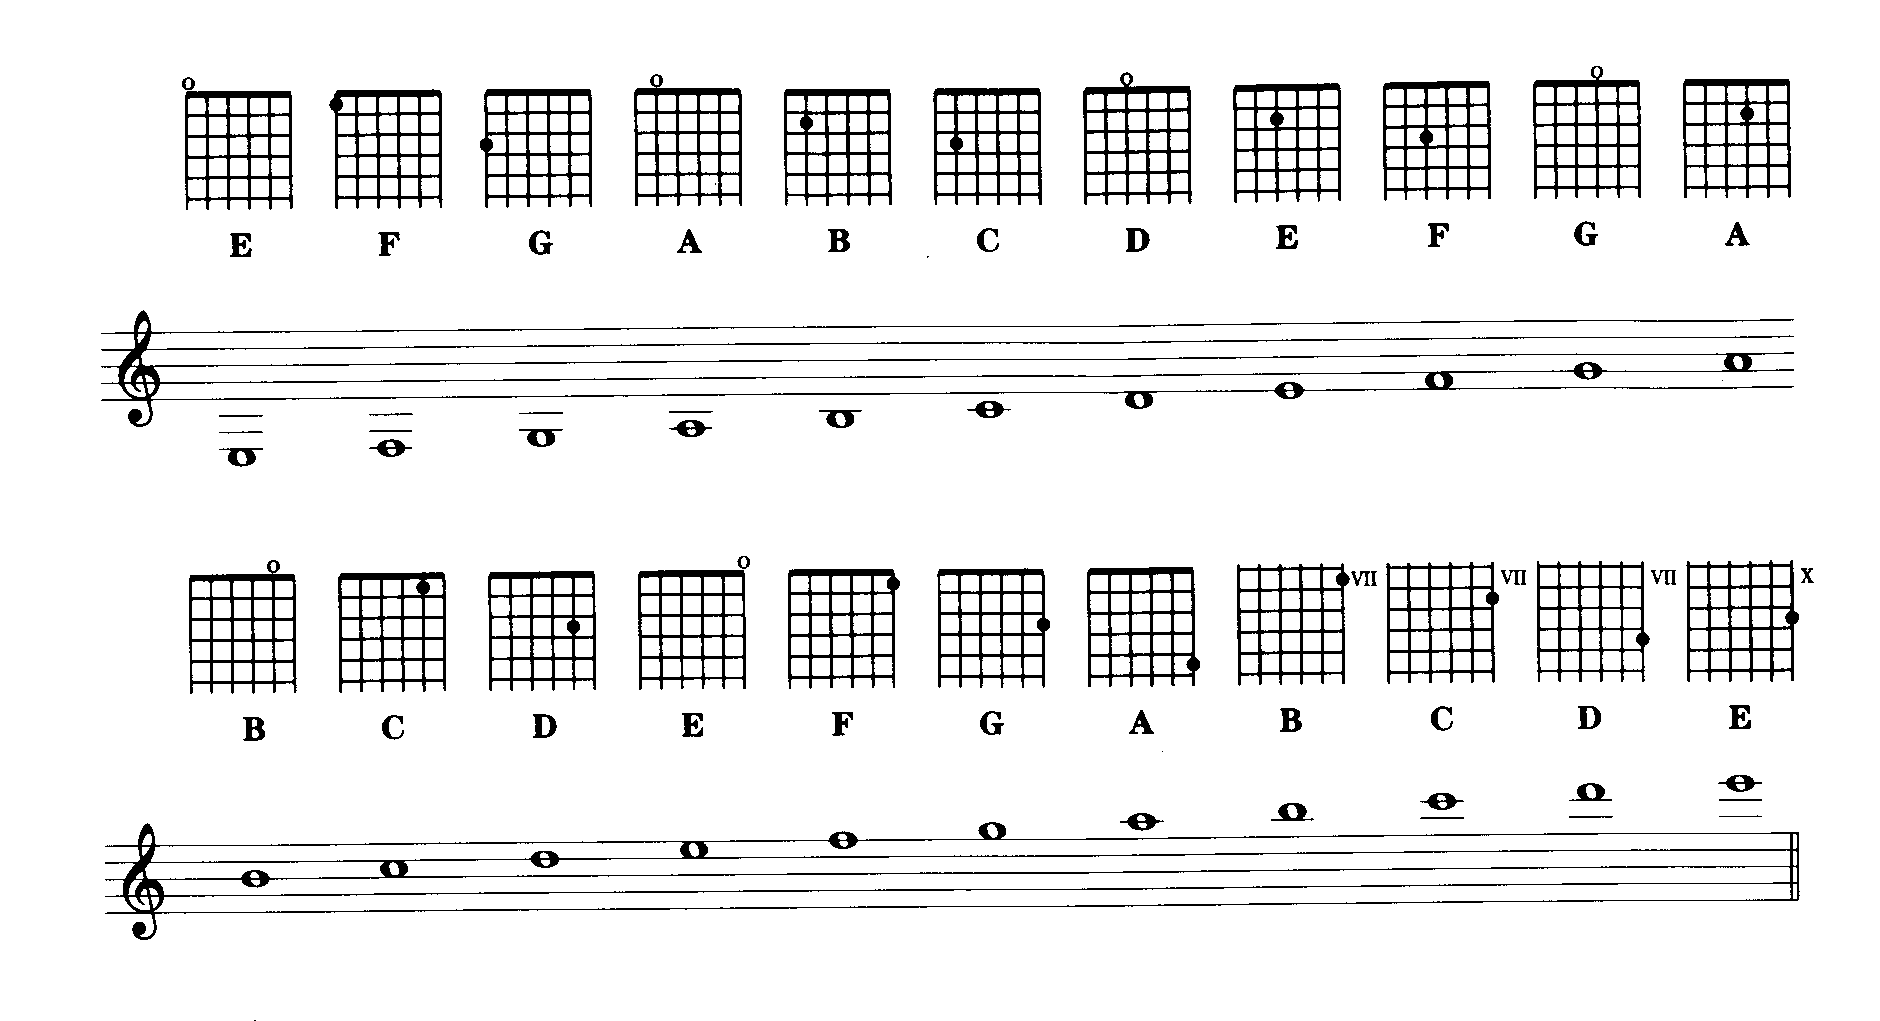 o o o o
E F G A B C D E F G A
o o
VII VII VII X
B C D E F G A B C D E